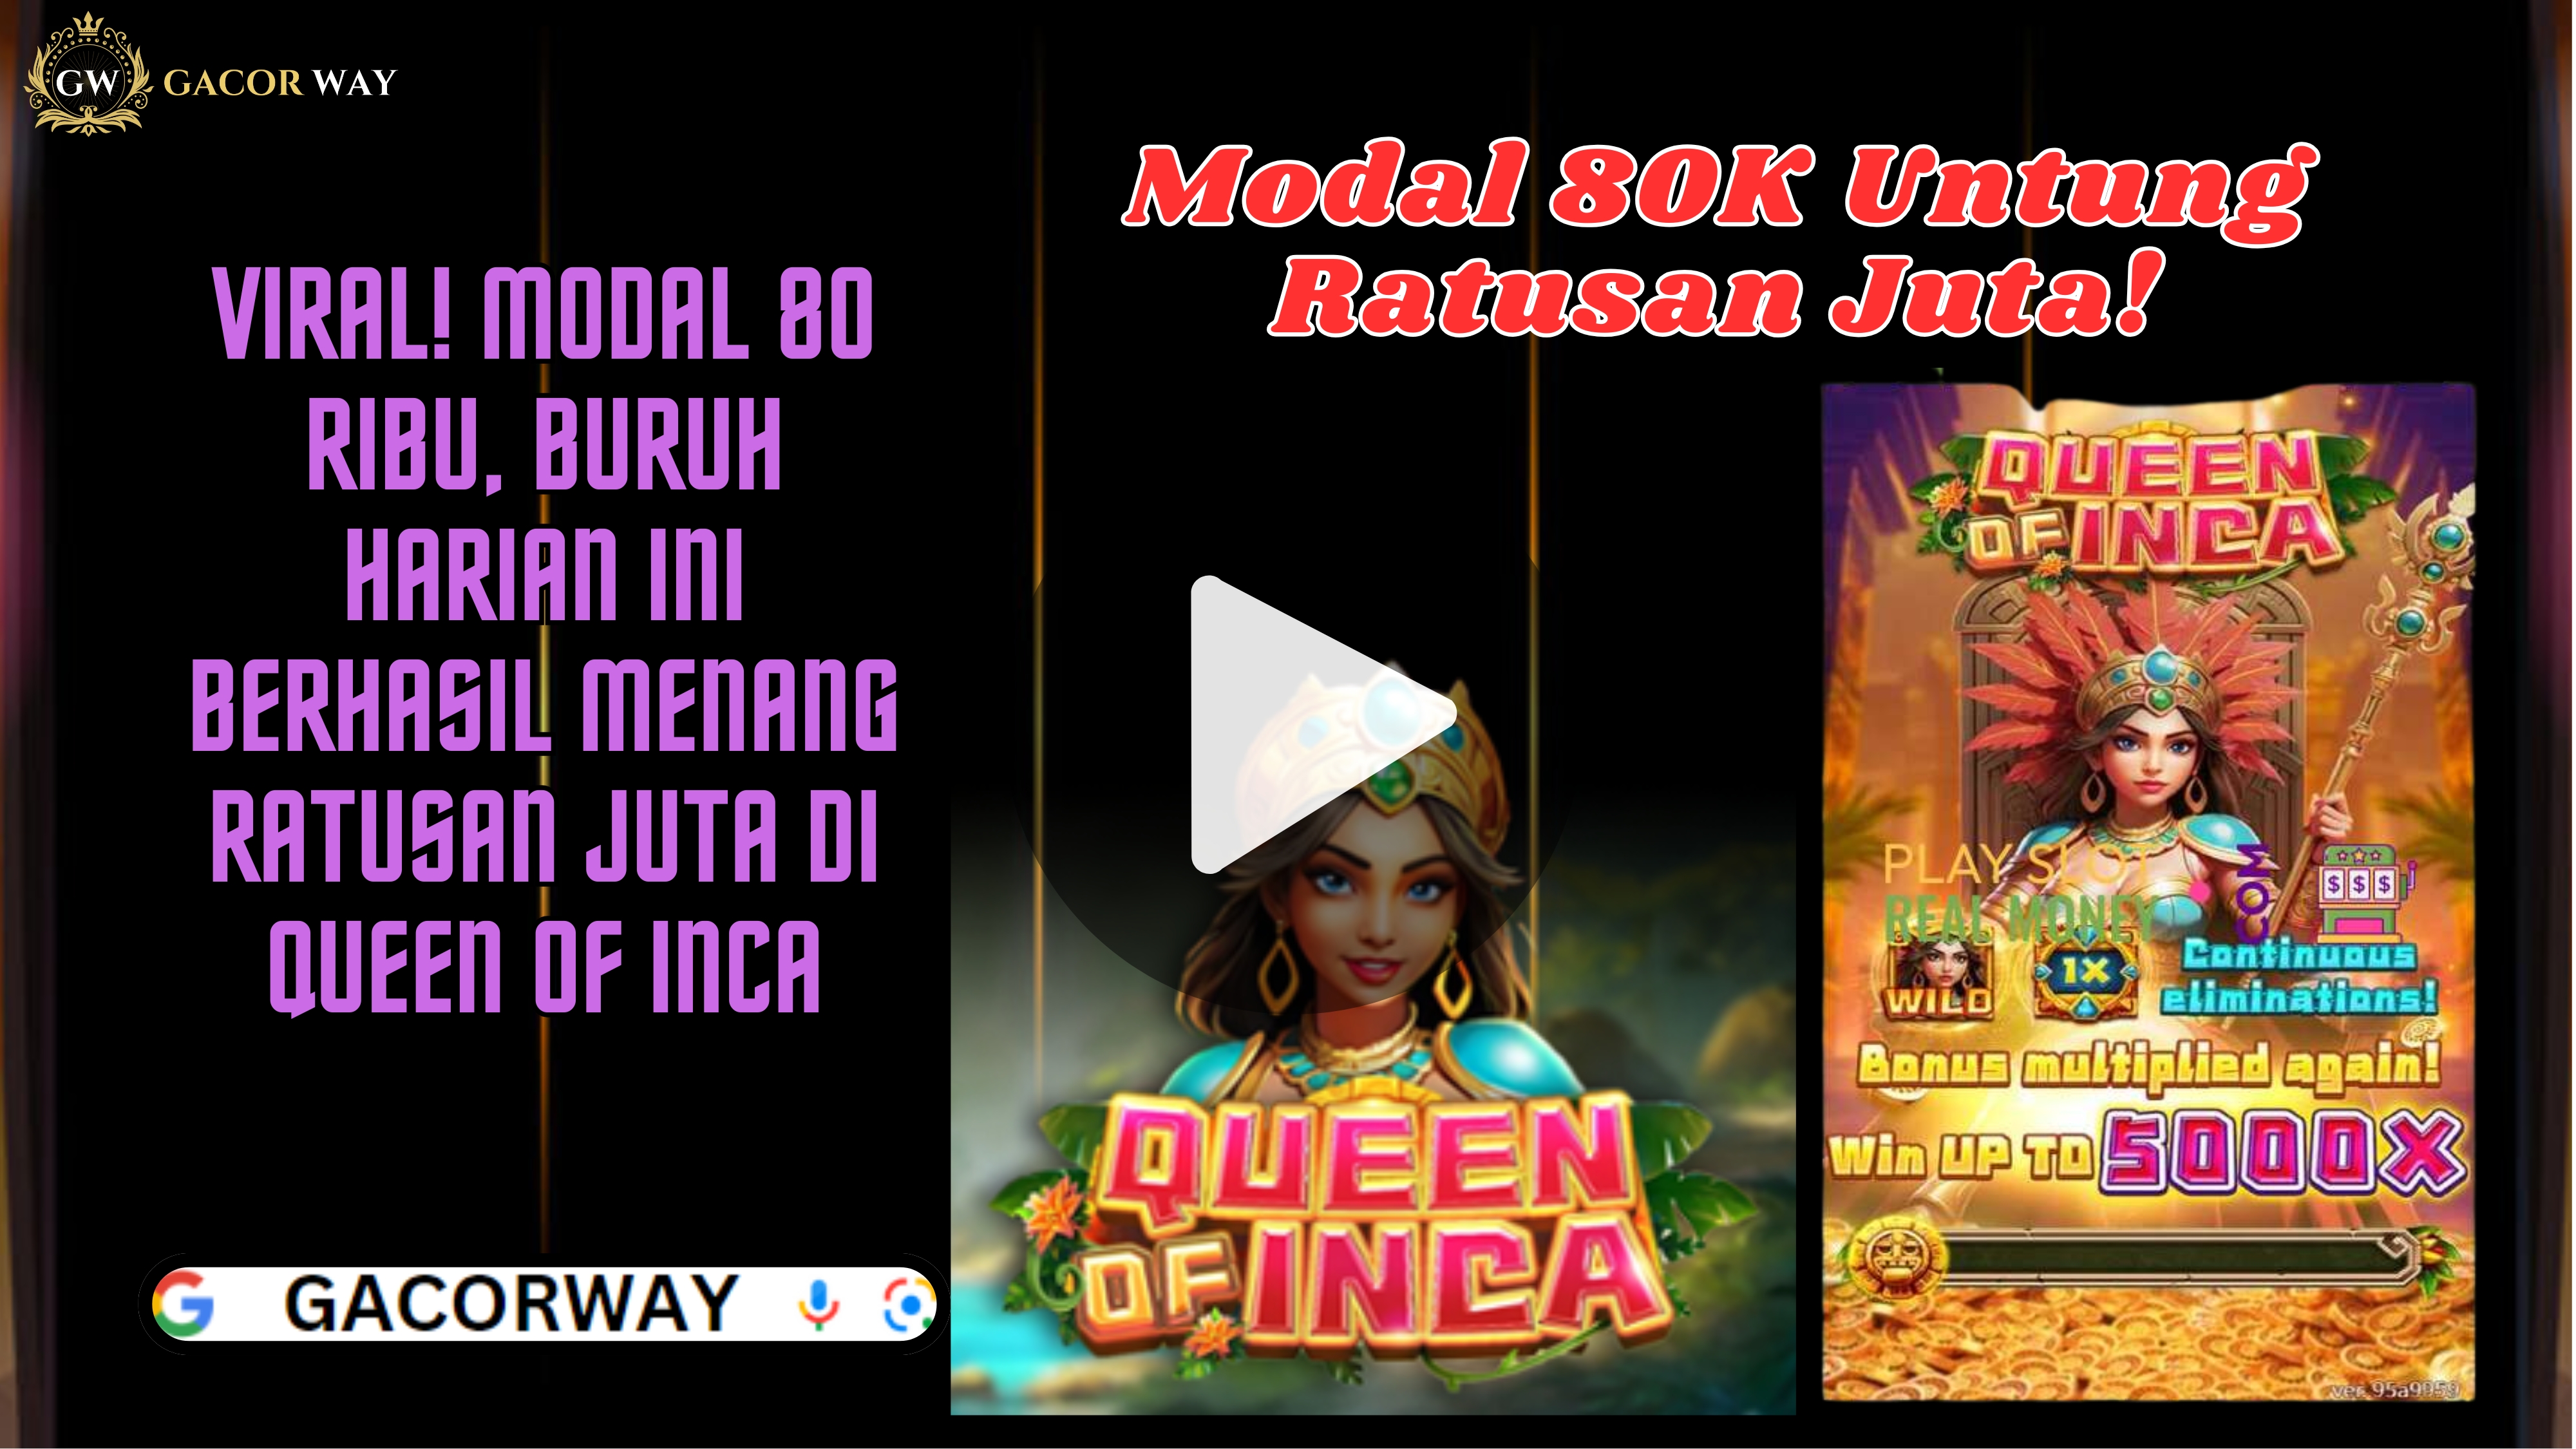 GW GACOR WAY
Modal 80K Untung
Ratusan Juta!
VIRAL! MODAL 80
RIBU, BURUH
HARIAN INI
BERHASIL MENANG
RATUSAN JUTA DI
QUEEN OF INCA
G GACORWAY
QUEEN
OF INCA
QUEEN
OF INCA
PLAY SLOT
REAL MONEY
COM
$ $ $
WILD
1X
Continuous
eliminations!
Bonus multiplied again!
Win UP TO 5000X
ver. 95a9959